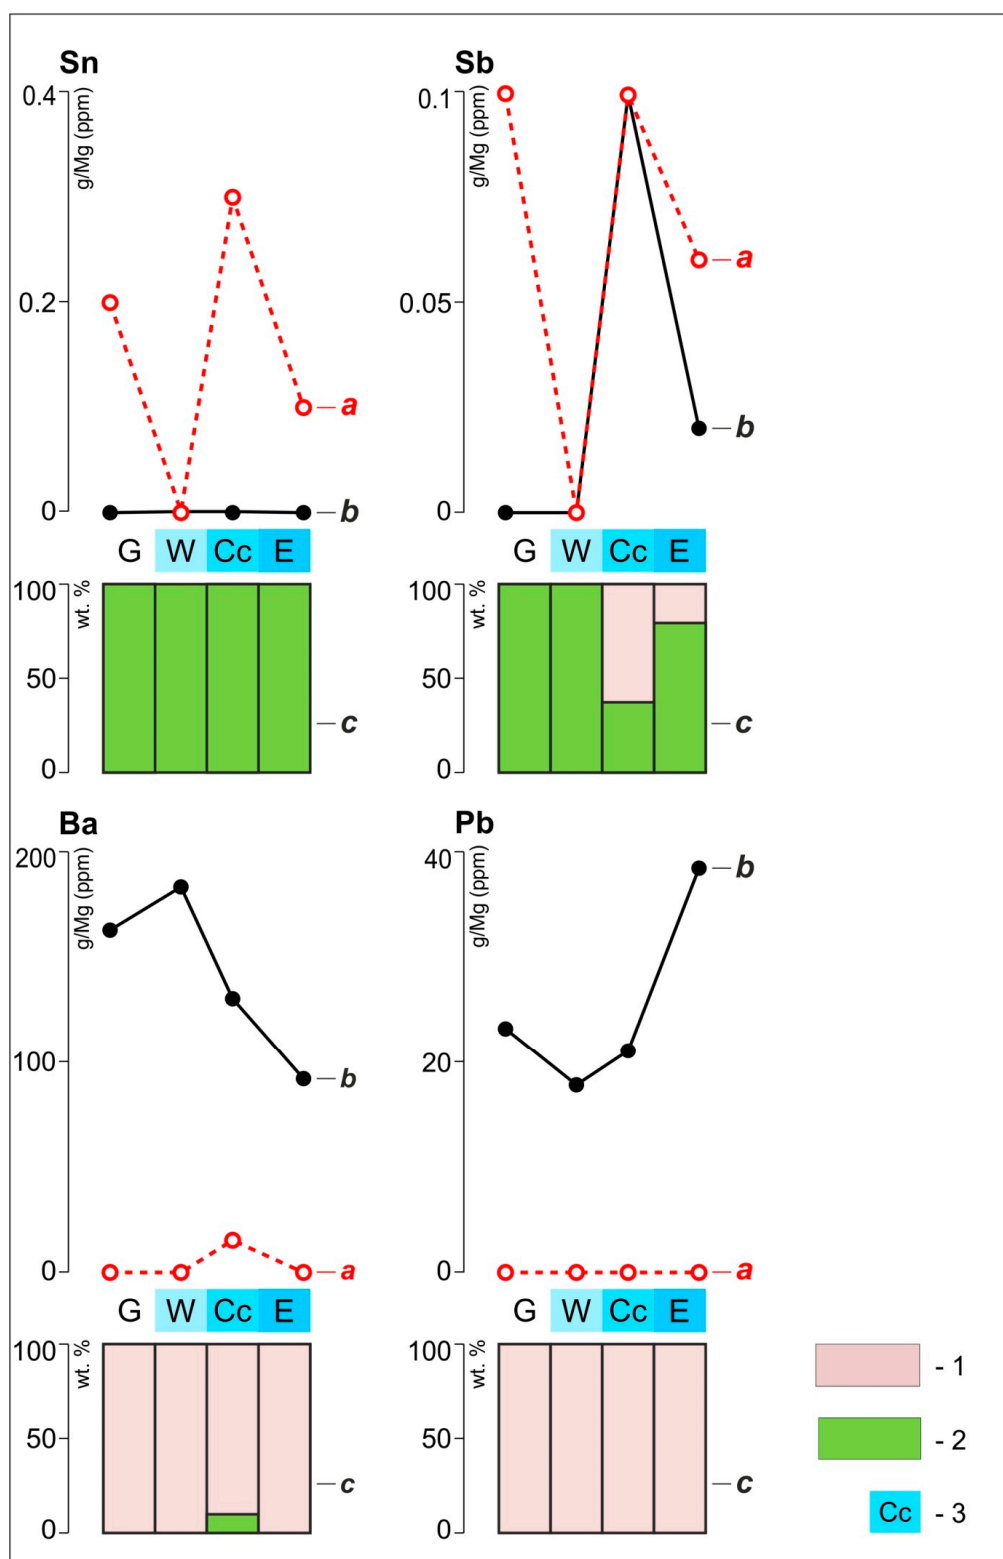 Sn
0.4
g/Mg (ppm)
0.2
0
a
b
G W Cc E
100
wt. %
50
0
c
Sb
0.1
g/Mg (ppm)
0.05
0
a
b
G W Cc E
100
wt. %
50
0
c
Ba
200
g/Mg (ppm)
100
0
b
a
G W Cc E
100
wt. %
50
0
c
Pb
40
g/Mg (ppm)
20
0
b
a
G W Cc E
100
wt. %
50
0
c
- 1
- 2
Cc - 3